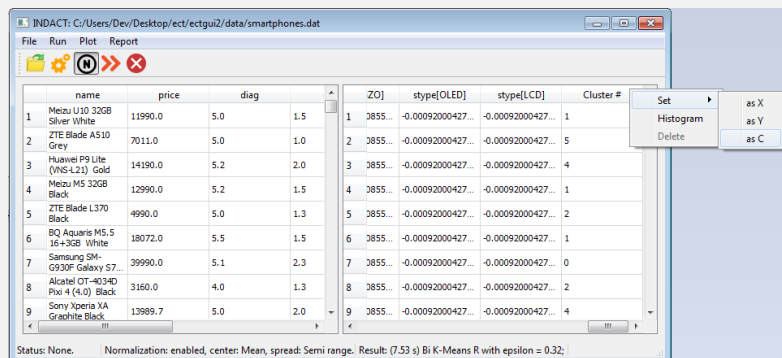 INDACT: C:/Users/Dev/Desktop/ect/ectgui2/data/smartphones.dat
File Run Plot Report
N
name price diag
ZO] stype[OLED] stype[LCD] Cluster #
1 Meizu U10 32GB Silver White 11990.0 5.0 1.5
1 0855... -0.00092000427... -0.00092000427... 1
2 ZTE Blade A510 Grey 7011.0 5.0 1.0
2 0855... -0.00092000427... -0.00092000427... 5
3 Huawei P9 Lite (VNS-L21) Gold 14190.0 5.2 2.0
3 0855... -0.00092000427... -0.00092000427... 4
4 Meizu M5 32GB Black 12990.0 5.2 1.5
4 0855... -0.00092000427... -0.00092000427... 1
5 ZTE Blade L370 Black 4990.0 5.0 1.3
5 0855... -0.00092000427... -0.00092000427... 2
6 BQ Aquaris M5.5 16+3GB White 18072.0 5.5 1.5
6 0855... -0.00092000427... -0.00092000427... 1
7 Samsung SM-G930F Galaxy S7... 39990.0 5.1 2.3
7 0855... -0.00092000427... -0.00092000427... 0
8 Alcatel OT-4034D Pixi 4 (4.0) Black 3160.0 4.0 1.3
8 0855... -0.00092000427... -0.00092000427... 2
9 Sony Xperia XA Graphite Black 13989.7 5.0 2.0
9 0855... -0.00092000427... -0.00092000427... 4
Set
Histogram
Delete
as X
as Y
as C
Status: None. Normalization: enabled, center: Mean, spread: Semi range. Result: (7.53 s) Bi K-Means R with epsilon = 0.32;